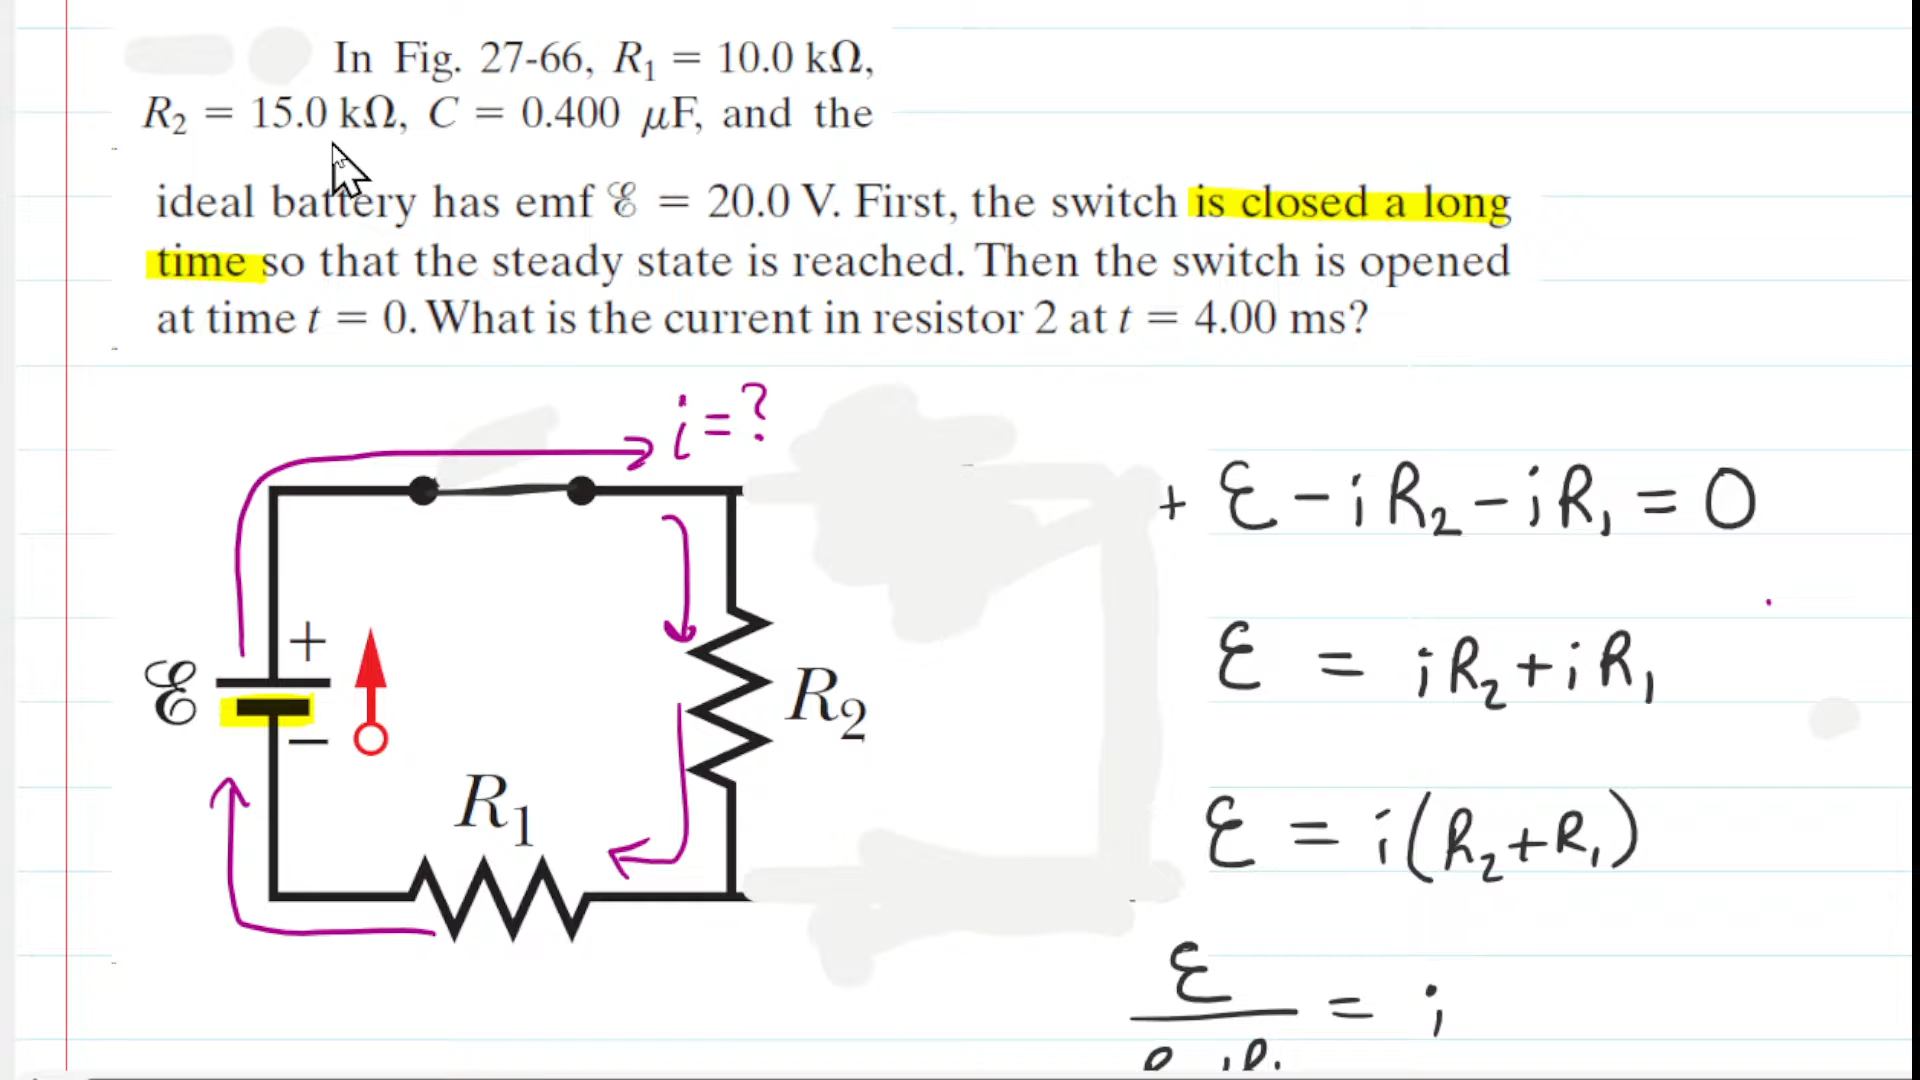 In Fig. 27-66, R₁ = 10.0 kΩ,
R₂ = 15.0 kΩ, C = 0.400 μF, and the
ideal battery has emf ℰ = 20.0 V. First, the switch is closed a long
time so that the steady state is reached. Then the switch is opened
at time t = 0. What is the current in resistor 2 at t = 4.00 ms?
i = ?
+ ℰ - iR₂ - iR₁ = 0
ℰ = iR₂ + iR₁
+
ℰ
−
R₂
R₁
ℰ = i(R₂ + R₁)
ℰ
= i